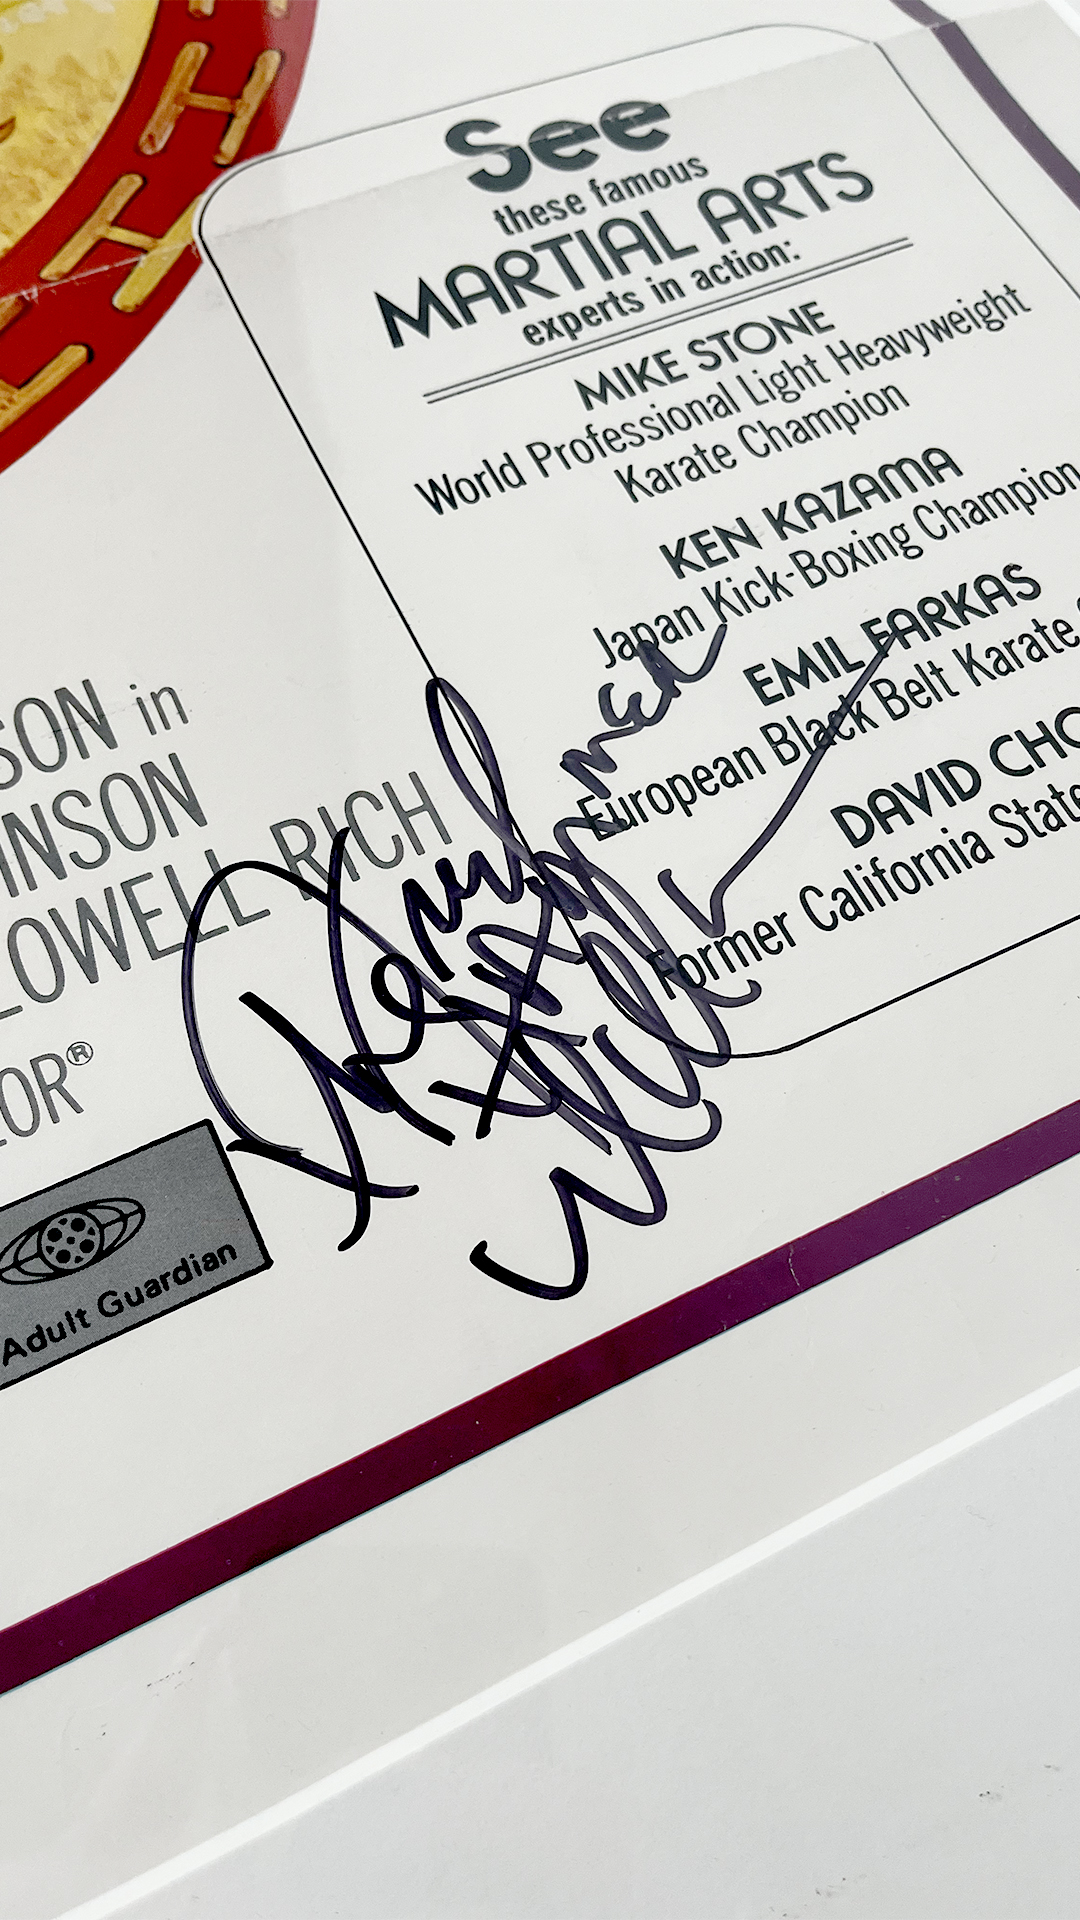 See
these famous
MARTIAL ARTS
experts in action:
MIKE STONE
World Professional Light Heavyweight
Karate Champion
KEN KAZAMA
Japan Kick-Boxing Champion
EMIL FARKAS
European Black Belt Karate
DAVID CHO
Former California State
SON in
INSON
LOWELL RICH
OR®
Adult Guardian